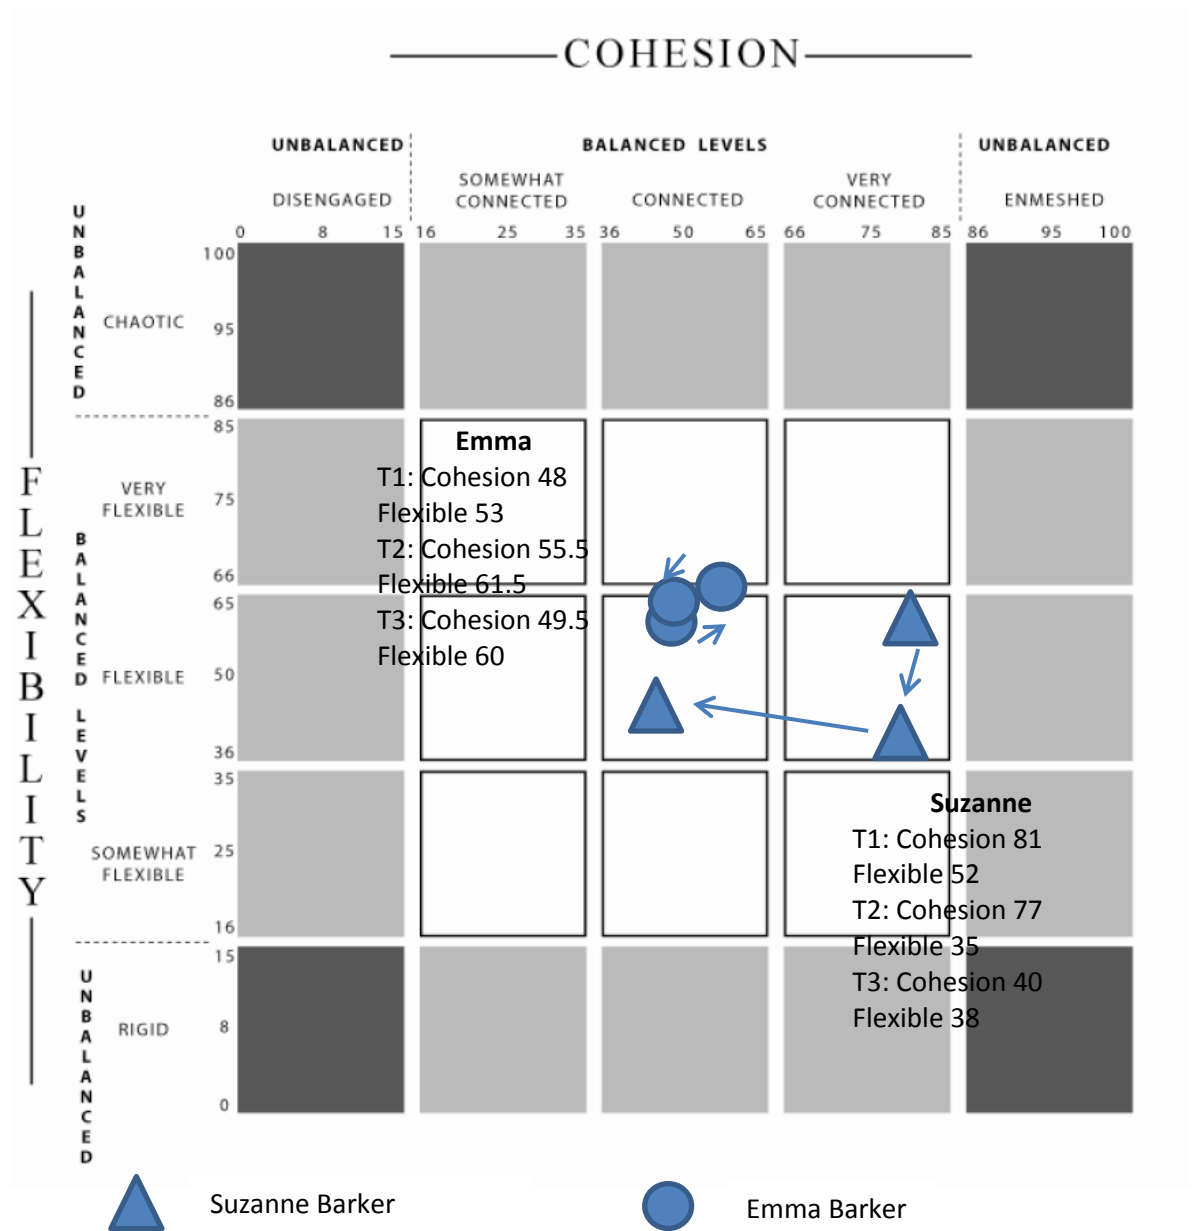 COHESION
UNBALANCED BALANCED LEVELS UNBALANCED
DISENGAGED SOMEWHAT CONNECTED CONNECTED VERY CONNECTED ENMESHED
0 8 15 16 25 35 36 50 65 66 75 85 86 95 100
FLEXIBILITY
UNBALANCED
CHAOTIC
100
95
86
BALANCED LEVELS
VERY
FLEXIBLE
85
75
66
FLEXIBLE
65
50
36
SOMEWHAT
FLEXIBLE
35
25
16
UNBALANCED
RIGID
15
8
0
Emma
T1: Cohesion 48
Flexible 53
T2: Cohesion 55.5
Flexible 61.5
T3: Cohesion 49.5
Flexible 60
Suzanne
T1: Cohesion 81
Flexible 52
T2: Cohesion 77
Flexible 35
T3: Cohesion 40
Flexible 38
Suzanne Barker
Emma Barker